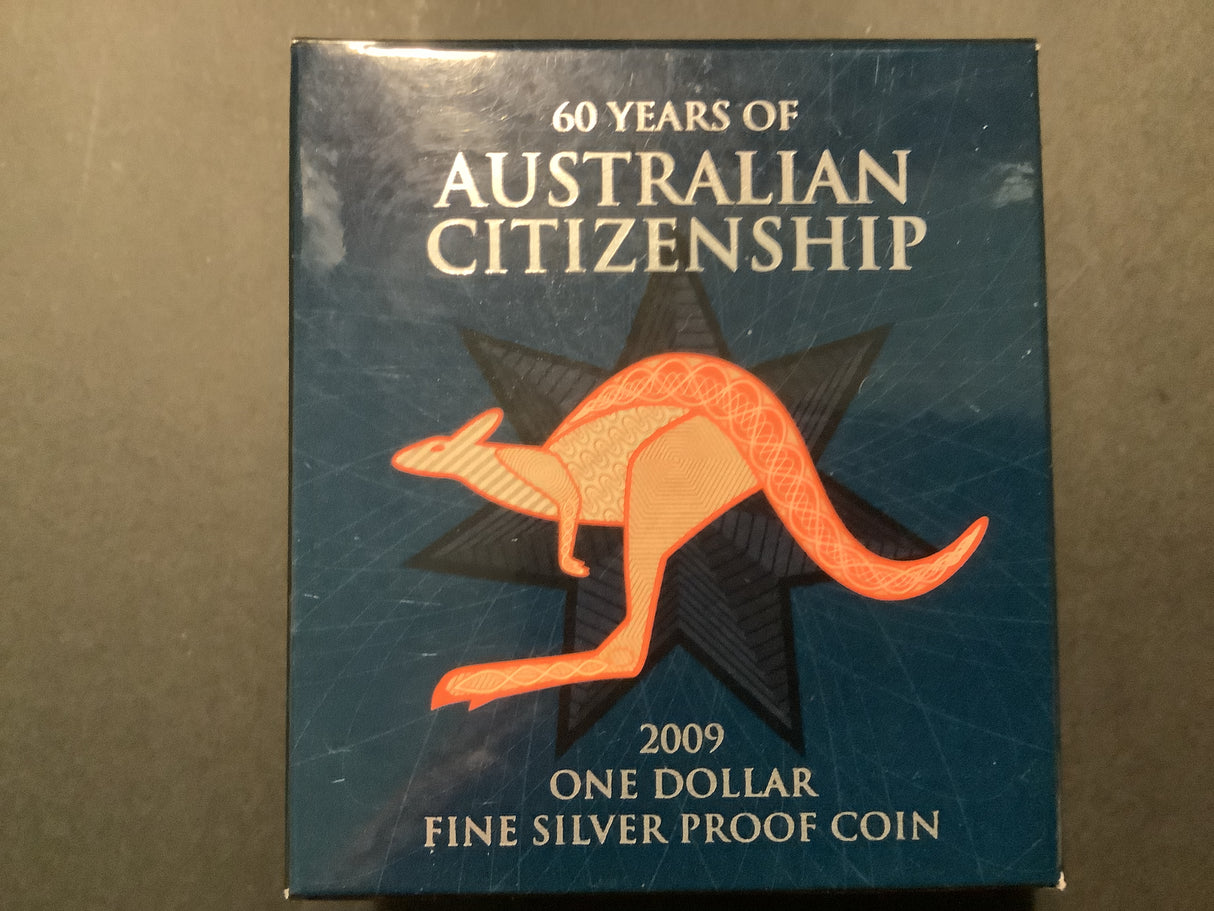 60 YEARS OF
AUSTRALIAN
CITIZENSHIP
2009
ONE DOLLAR
FINE SILVER PROOF COIN